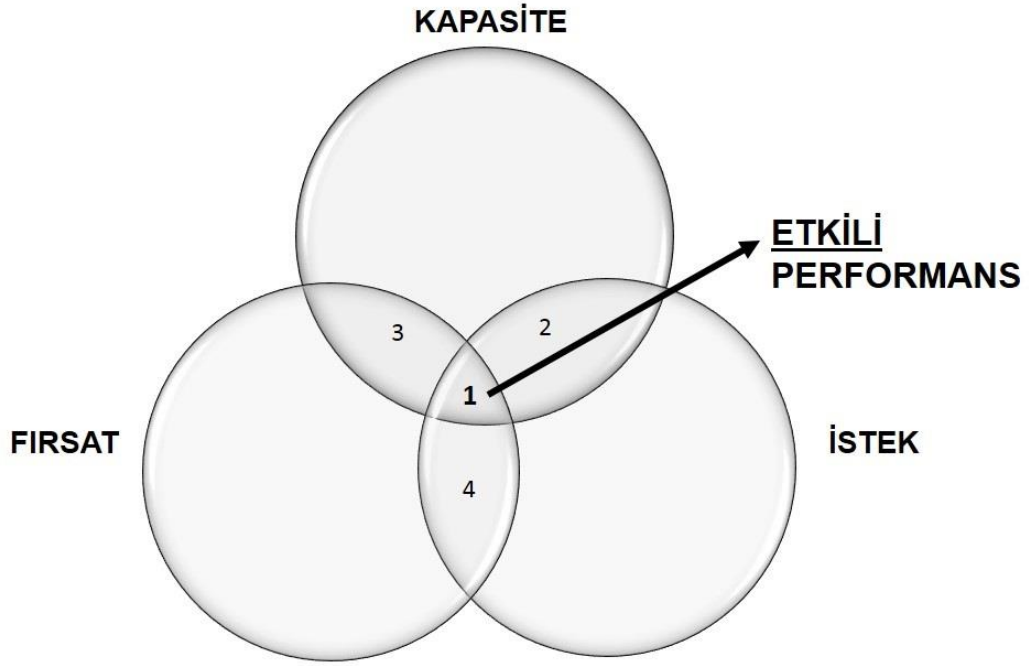 KAPASİTE
ETKİLİ
PERFORMANS
3
2
1
FIRSAT
İSTEK
4